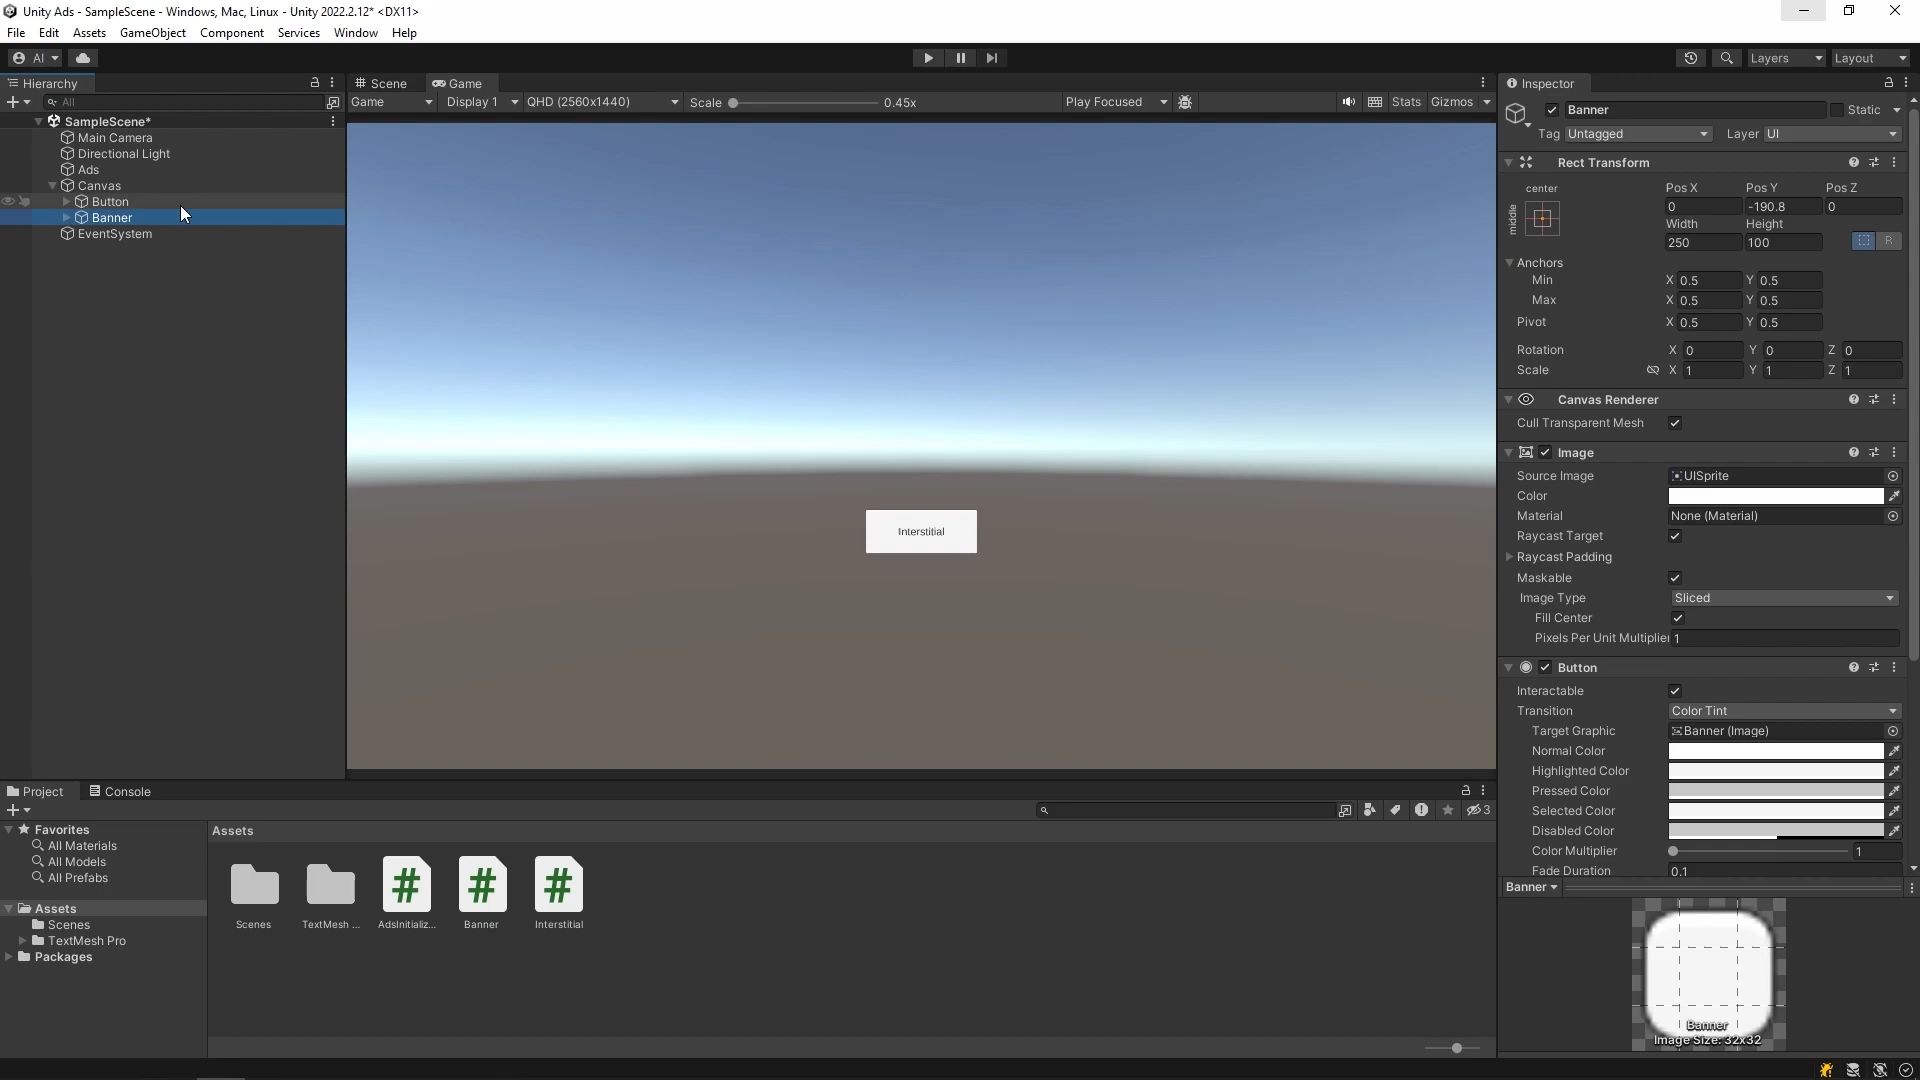 Unity Ads - SampleScene - Windows, Mac, Linux - Unity 2022.2.12* <DX11>
File Edit Assets GameObject Component Services Window Help
AI
Layers
Layout
Hierarchy
All
SampleScene*
Main Camera
Directional Light
Ads
Canvas
Button
Banner
EventSystem
Scene
Game
Game
Display 1
QHD (2560x1440)
Scale
0.45x
Play Focused
Stats
Gizmos
Interstitial
Inspector
Banner
Static
Tag
Untagged
Layer
UI
Rect Transform
center
middle
Pos X
Pos Y
Pos Z
0
-190.8
0
Width
Height
250
100
R
Anchors
Min X 0.5 Y 0.5
Max X 0.5 Y 0.5
Pivot X 0.5 Y 0.5
Rotation X 0 Y 0 Z 0
Scale X 1 Y 1 Z 1
Canvas Renderer
Cull Transparent Mesh
Image
Source Image
UISprite
Color
Material
None (Material)
Raycast Target
Raycast Padding
Maskable
Image Type
Sliced
Fill Center
Pixels Per Unit Multiplier
1
Button
Interactable
Transition
Color Tint
Target Graphic
Banner (Image)
Normal Color
Highlighted Color
Pressed Color
Selected Color
Disabled Color
Color Multiplier
1
Fade Duration
0.1
Banner
Banner
Image Size: 32x32
Project
Console
3
Favorites
All Materials
All Models
All Prefabs
Assets
Scenes
TextMesh Pro
Packages
Assets
Scenes
TextMesh ...
AdsInitializ...
Banner
Interstitial